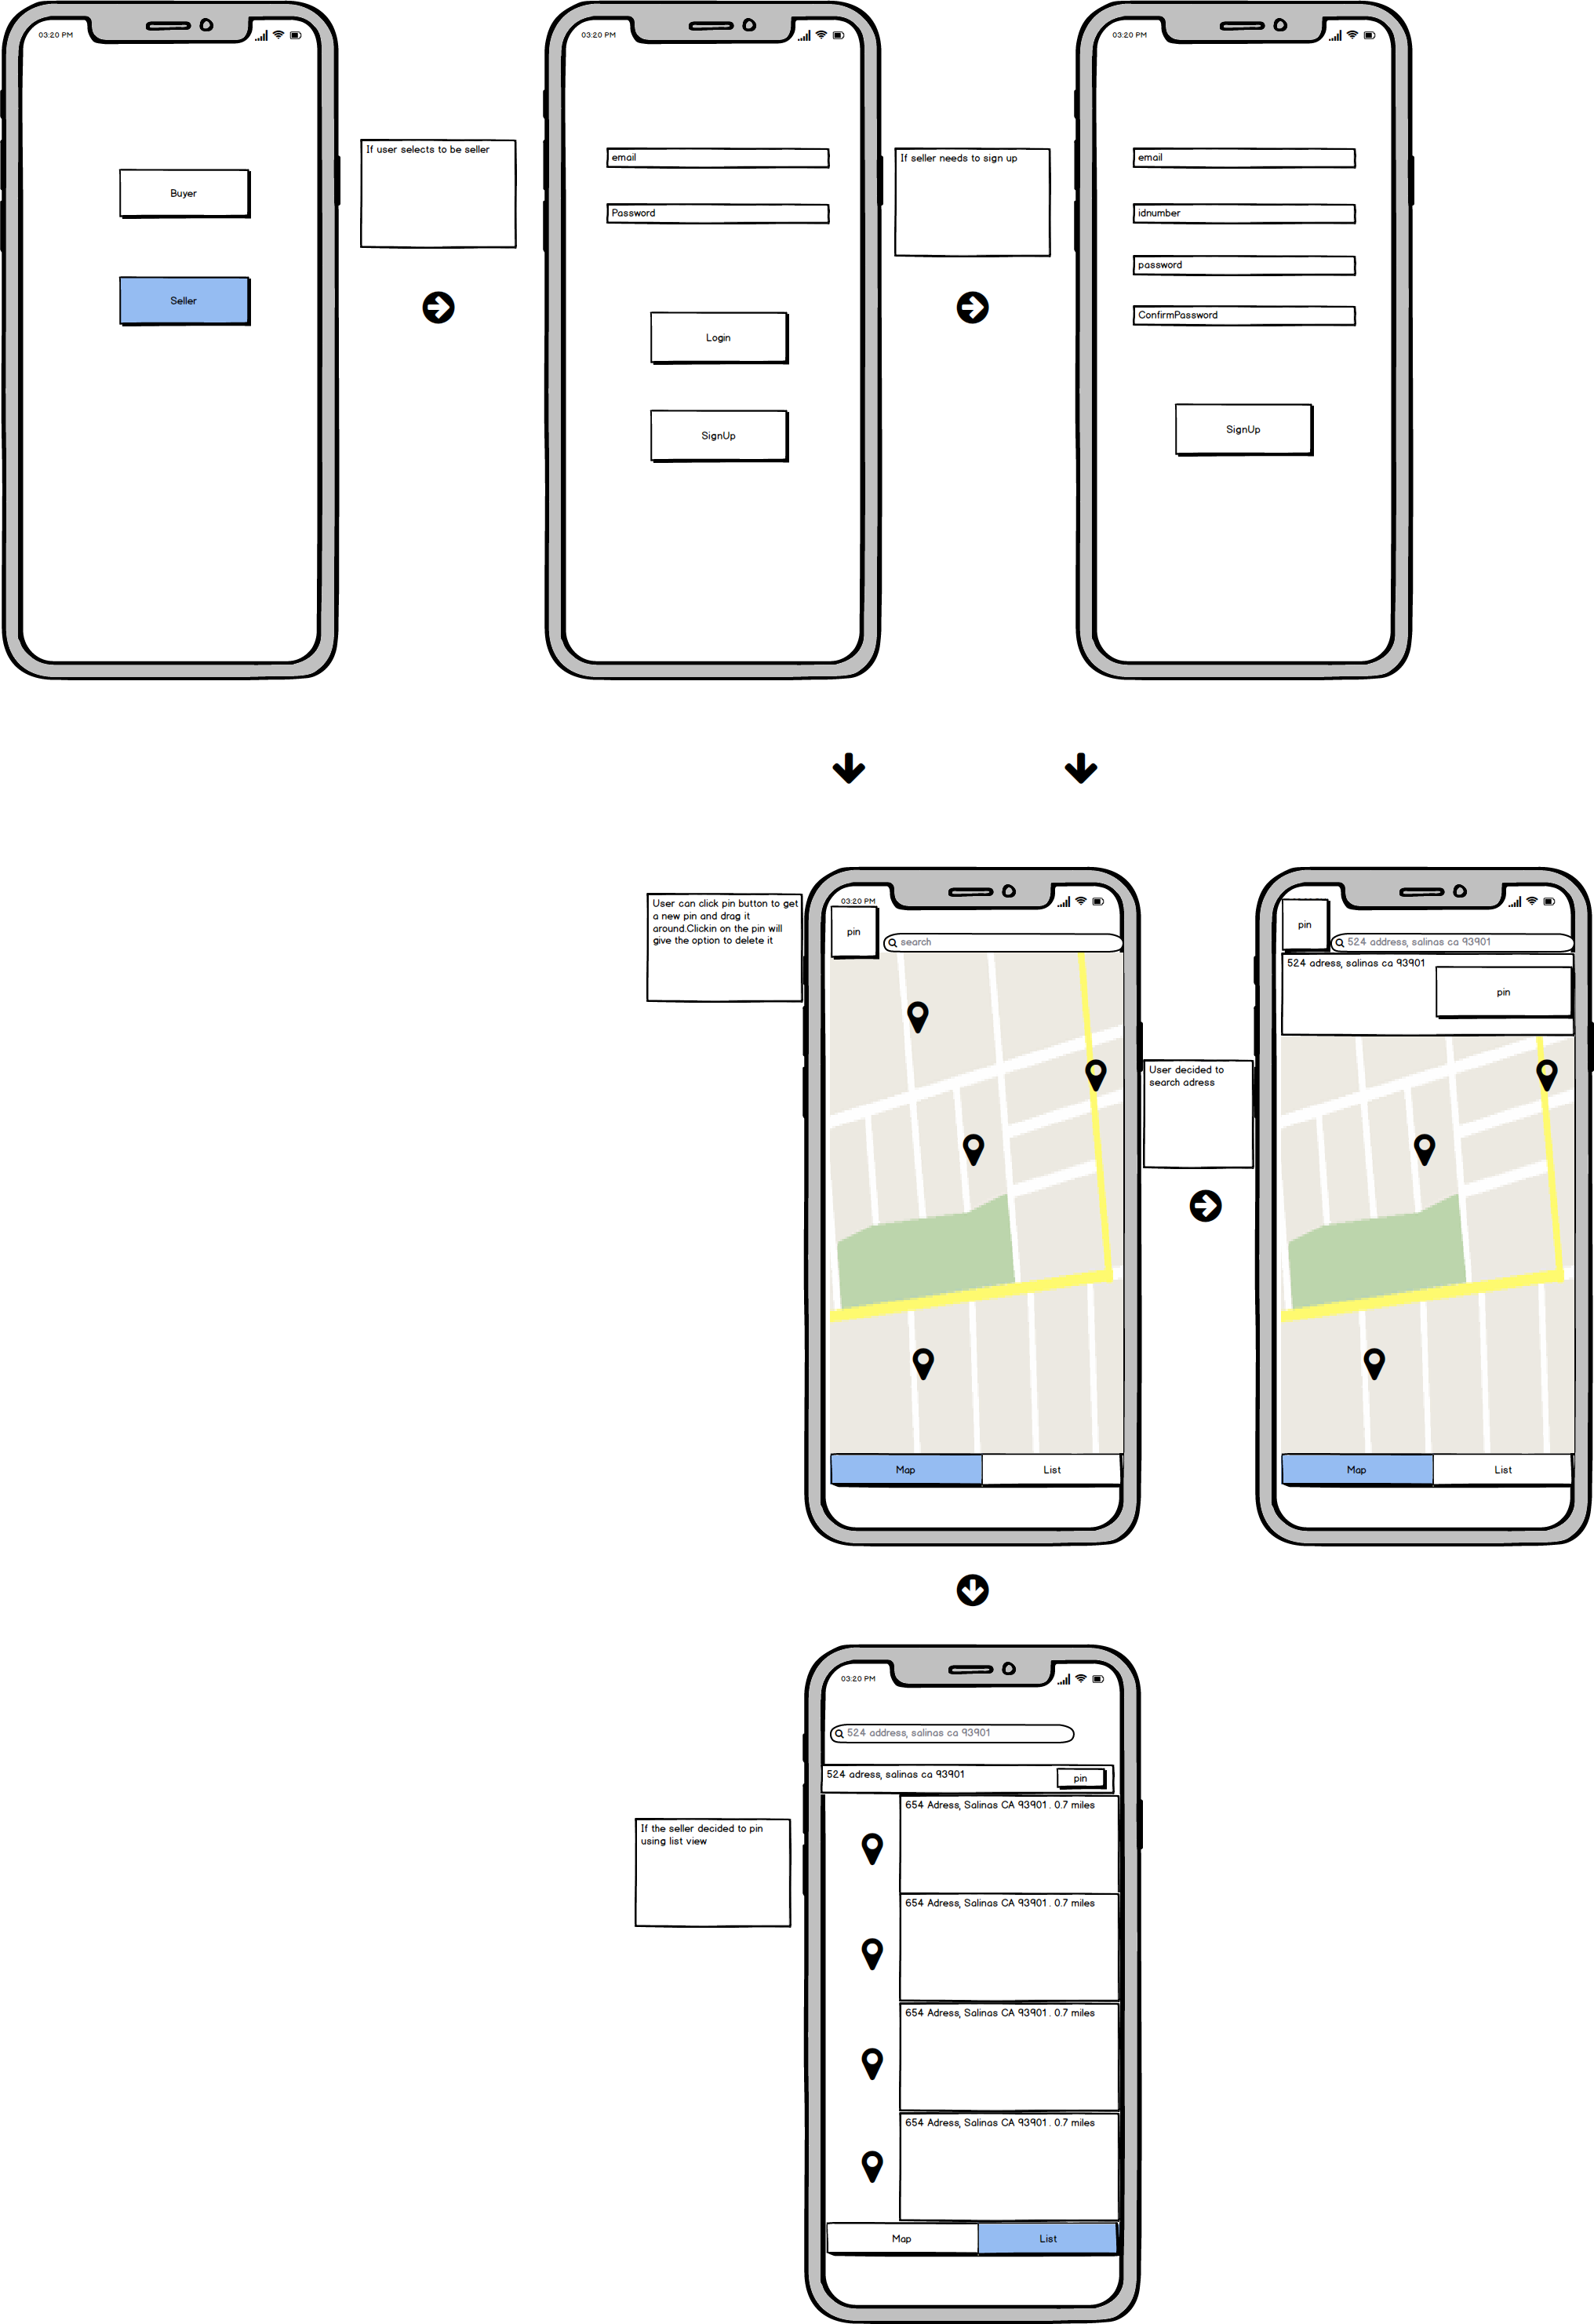 03:20 PM
Buyer
Seller
If user selects to be seller
03:20 PM
email
Password
Login
SignUp
If seller needs to sign up
03:20 PM
email
idnumber
password
ConfirmPassword
SignUp
User can click pin button to get
a new pin and drag it
around.Clickin on the pin will
give the option to delete it
03:20 PM
pin
search
Map
List
User decided to
search adress
pin
524 address, salinas ca 93901
524 adress, salinas ca 93901
pin
Map
List
If the seller decided to pin
using list view
03:20 PM
524 address, salinas ca 93901
524 adress, salinas ca 93901
pin
654 Adress, Salinas CA 93901 . 0.7 miles
654 Adress, Salinas CA 93901 . 0.7 miles
654 Adress, Salinas CA 93901 . 0.7 miles
654 Adress, Salinas CA 93901 . 0.7 miles
Map
List